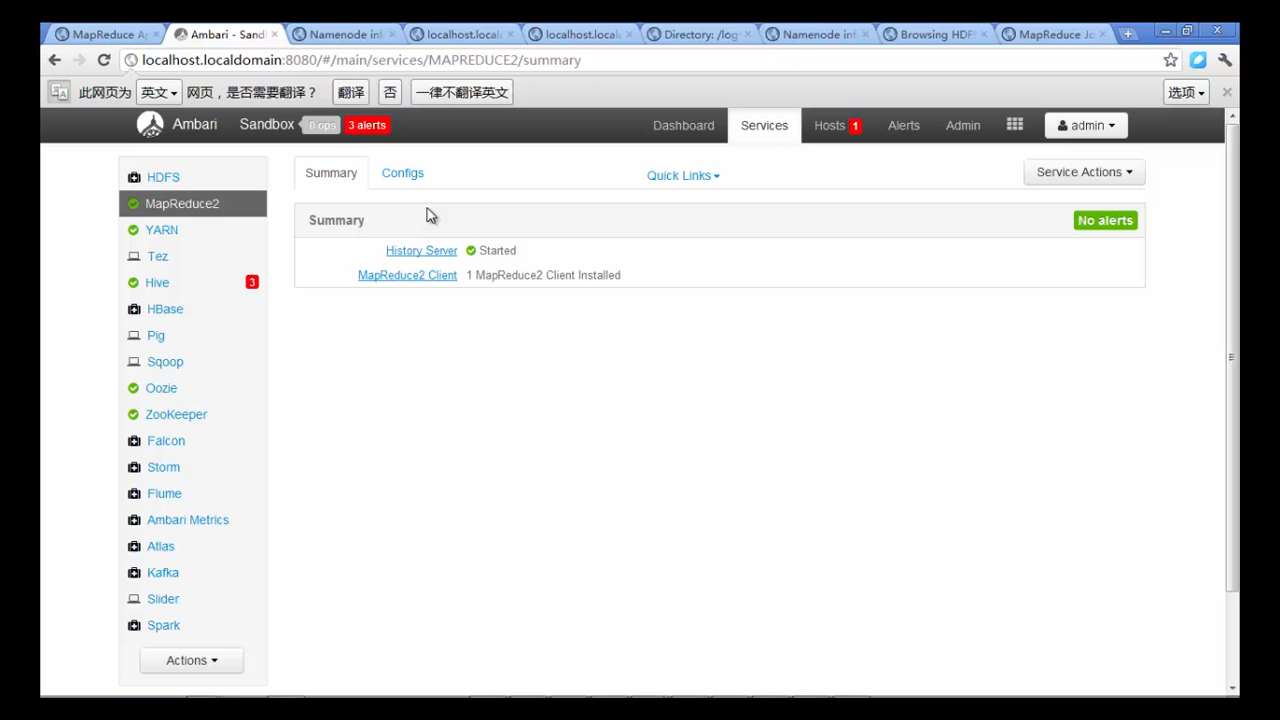 MapReduce Ap
Ambari - Sand
Namenode inf
localhost.local
localhost.local
Directory: /log
Namenode inf
Browsing HDFS
MapReduce Jo
localhost.localdomain:8080/#/main/services/MAPREDUCE2/summary
此网页为 英文 网页，是否需要翻译？ 翻译 否 一律不翻译英文 选项
Ambari Sandbox 0 ops 3 alerts Dashboard Services Hosts 1 Alerts Admin admin
HDFS
MapReduce2
YARN
Tez
Hive 3
HBase
Pig
Sqoop
Oozie
ZooKeeper
Falcon
Storm
Flume
Ambari Metrics
Atlas
Kafka
Slider
Spark
Actions
Summary Configs Quick Links Service Actions
Summary No alerts
History Server Started
MapReduce2 Client 1 MapReduce2 Client Installed